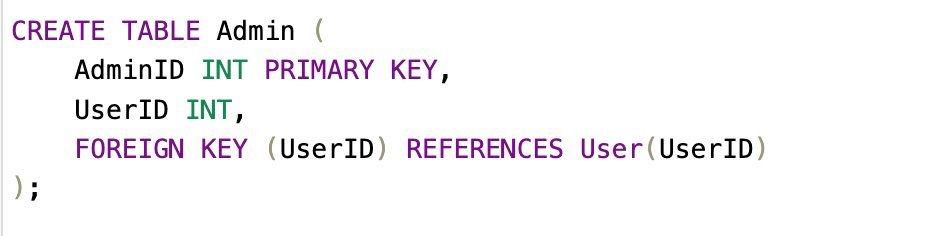 CREATE TABLE Admin (
    AdminID INT PRIMARY KEY,
    UserID INT,
    FOREIGN KEY (UserID) REFERENCES User(UserID)
);